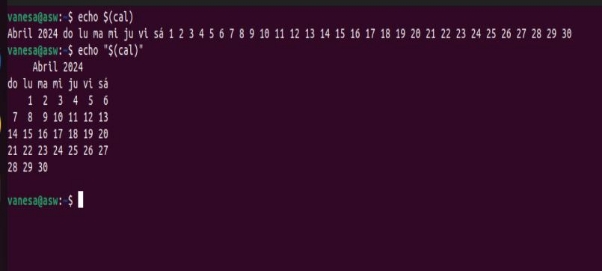 vanesa@asw:~$ echo $(cal)
Abril 2024 do lu ma mi ju vi sá 1 2 3 4 5 6 7 8 9 10 11 12 13 14 15 16 17 18 19 20 21 22 23 24 25 26 27 28 29 30
vanesa@asw:~$ echo "$(cal)"
     Abril 2024
do lu ma mi ju vi sá
    1  2  3  4  5  6
 7  8  9 10 11 12 13
14 15 16 17 18 19 20
21 22 23 24 25 26 27
28 29 30
vanesa@asw:~$